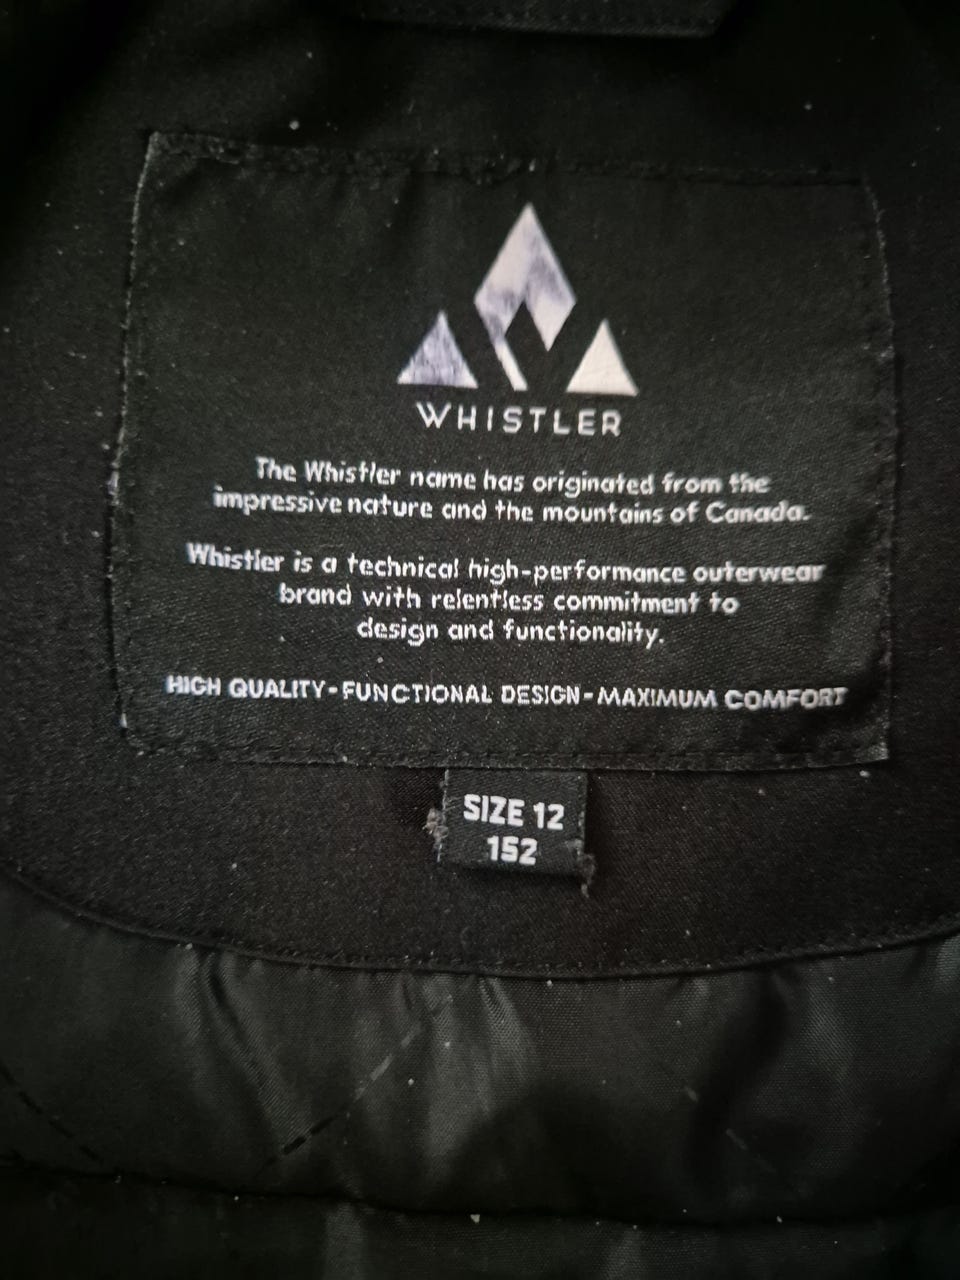 WHISTLER
The Whistler name has originated from the
impressive nature and the mountains of Canada.
Whistler is a technical high-performance outerwear
brand with relentless commitment to
design and functionality.
HIGH QUALITY - FUNCTIONAL DESIGN - MAXIMUM COMFORT
SIZE 12
152